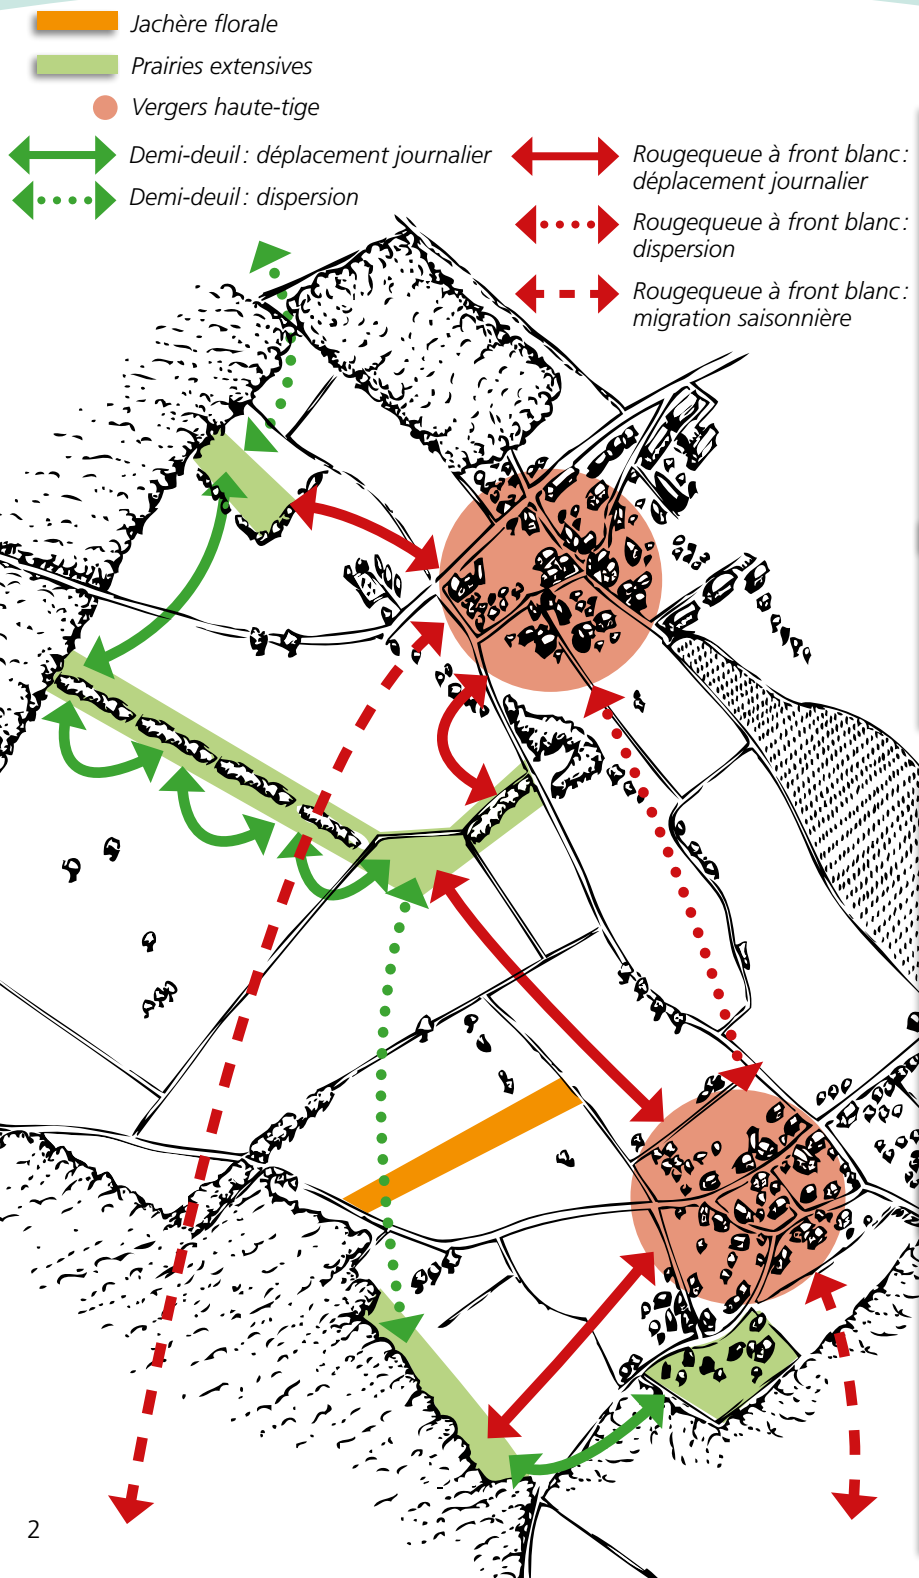 Jachère florale
Prairies extensives
Vergers haute-tige
Demi-deuil : déplacement journalier
Demi-deuil : dispersion
Rougequeue à front blanc :
déplacement journalier
Rougequeue à front blanc :
dispersion
Rougequeue à front blanc :
migration saisonnière
2